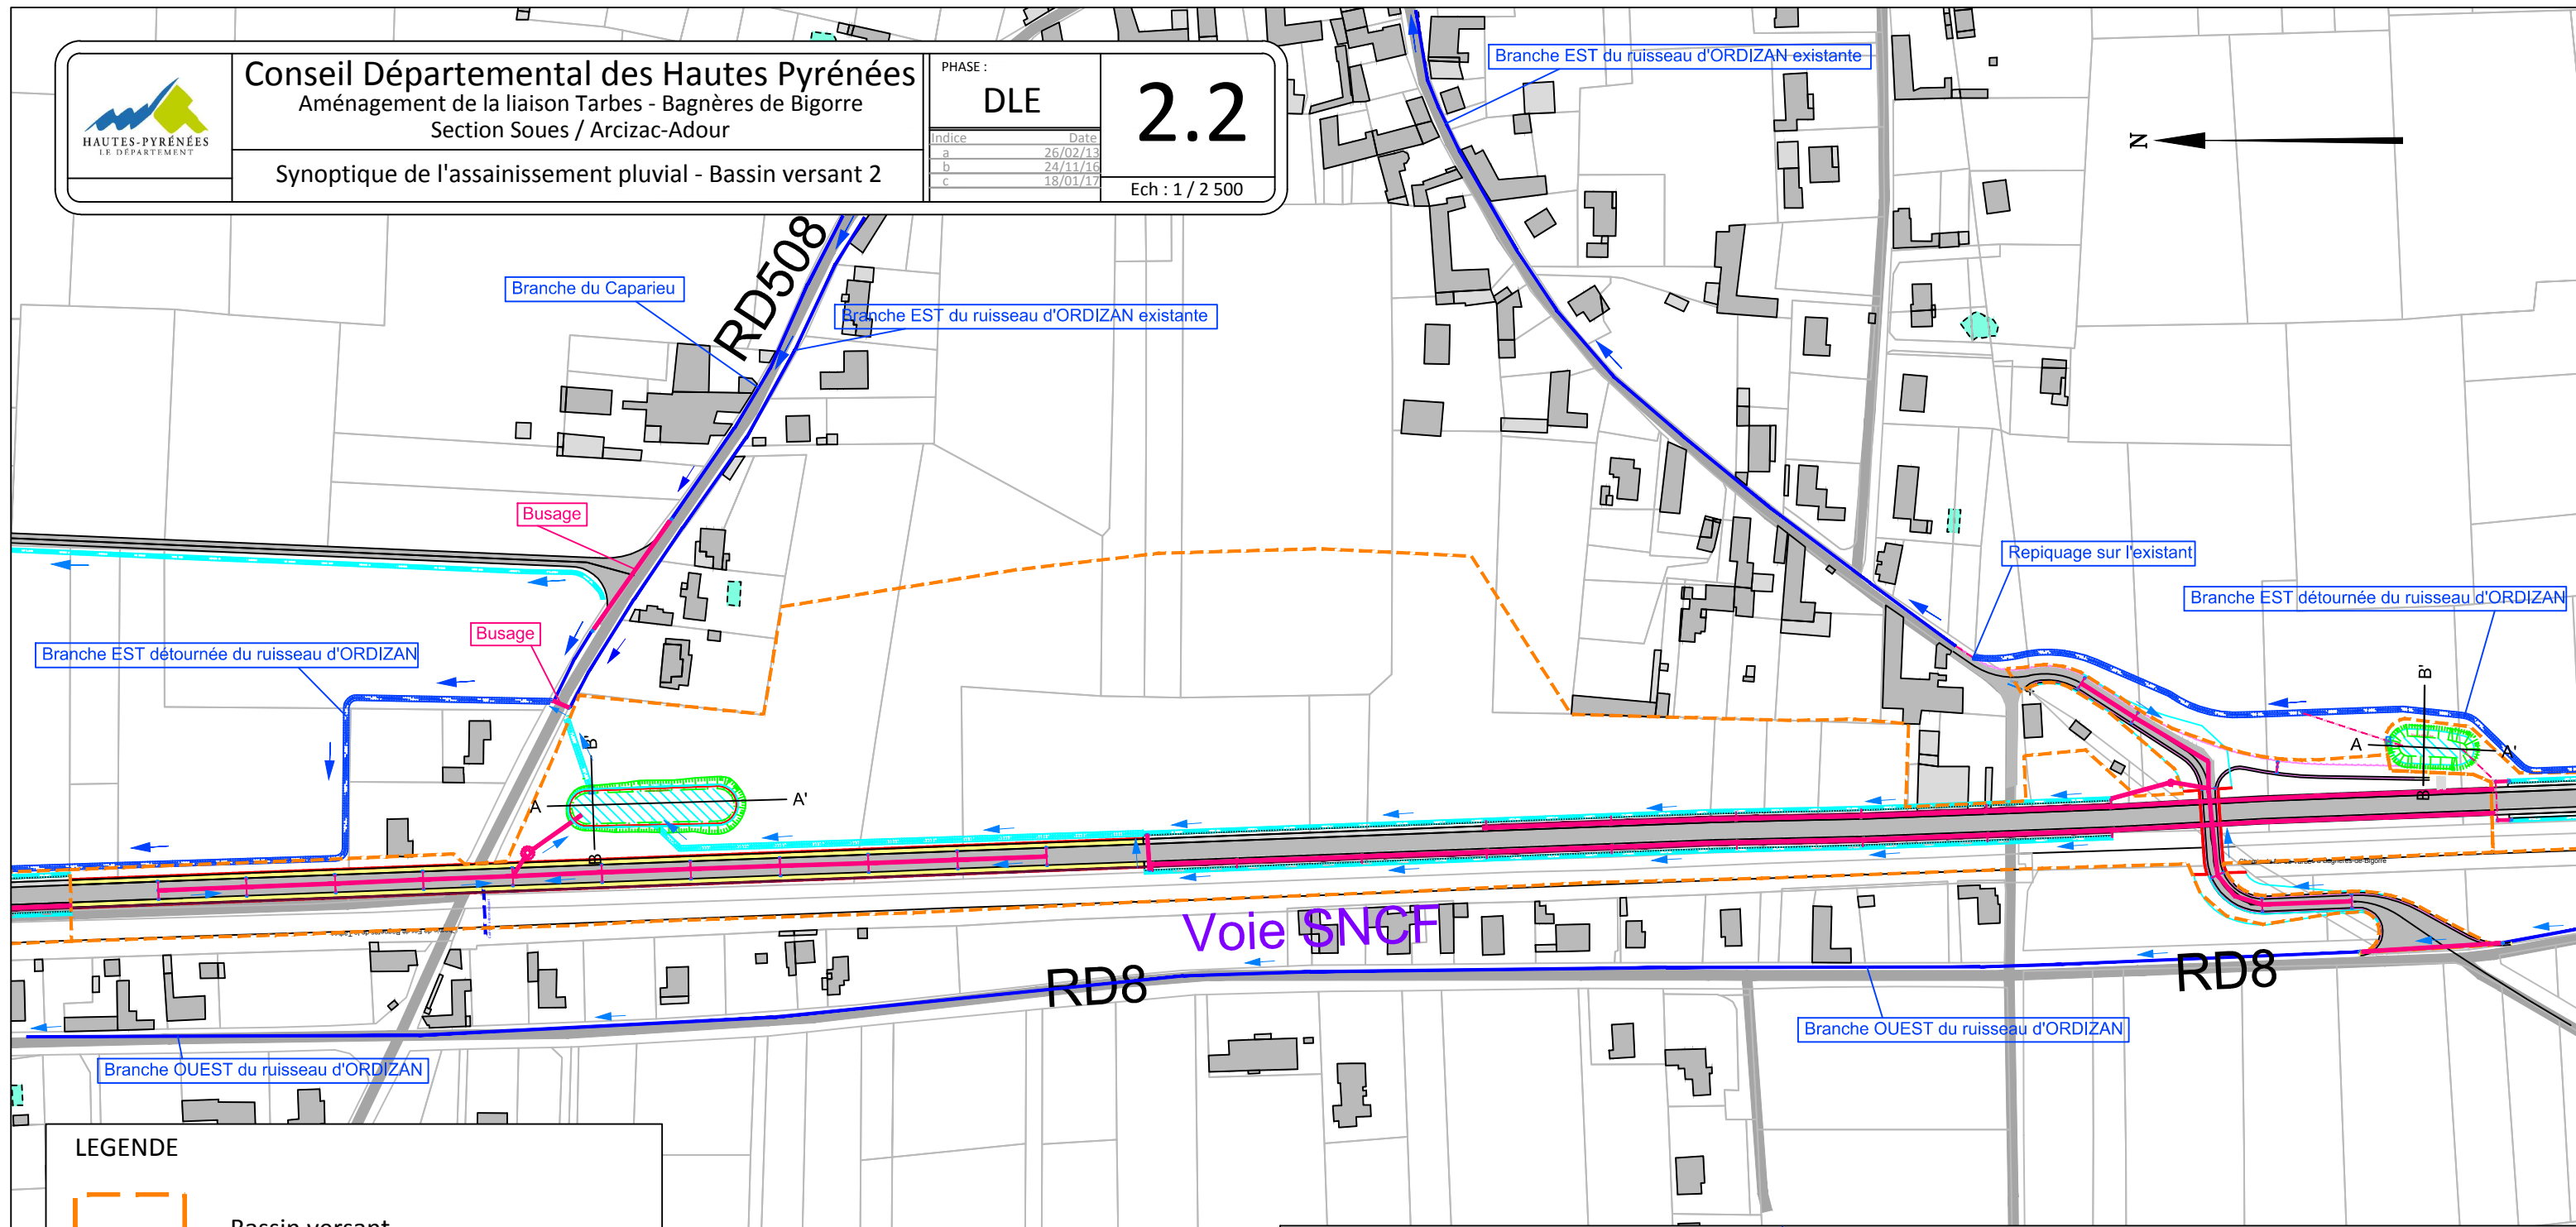 HAUTES-PYRÉNÉES
LE DÉPARTEMENT
Conseil Départemental des Hautes Pyrénées
Aménagement de la liaison Tarbes - Bagnères de Bigorre
Section Soues / Arcizac-Adour
Synoptique de l'assainissement pluvial - Bassin versant 2
PHASE :
DLE
Indice Date
a 26/02/13
b 24/11/16
c 18/01/17
2.2
Ech : 1 / 2 500
Branche EST du ruisseau d'ORDIZAN existante
N
RD508
Branche du Caparieu
Branche EST du ruisseau d'ORDIZAN existante
Busage
Repiquage sur l'existant
Branche EST détournée du ruisseau d'ORDIZAN
Busage
Branche EST détournée du ruisseau d'ORDIZAN
B'
A
A'
B
B'
A
A'
B
Voie SNCF
RD8
RD8
Branche OUEST du ruisseau d'ORDIZAN
Branche OUEST du ruisseau d'ORDIZAN
LEGENDE
Bassin versant